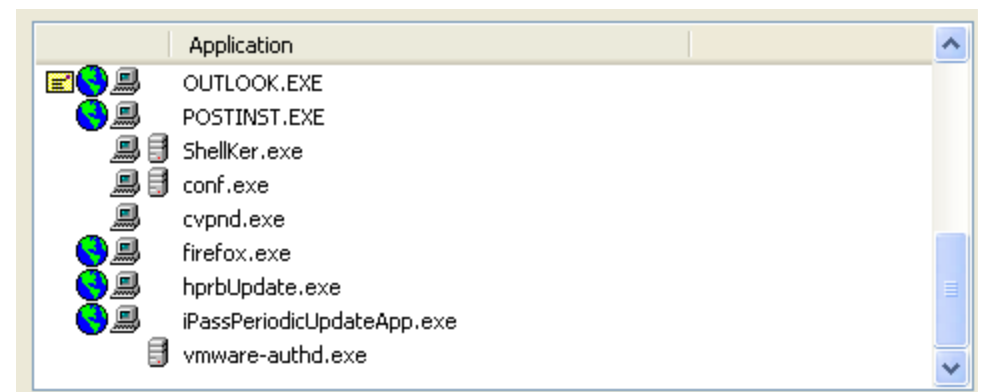 Application
OUTLOOK.EXE
POSTINST.EXE
ShellKer.exe
conf.exe
cvpnd.exe
firefox.exe
hprbUpdate.exe
iPassPeriodicUpdateApp.exe
vmware-authd.exe